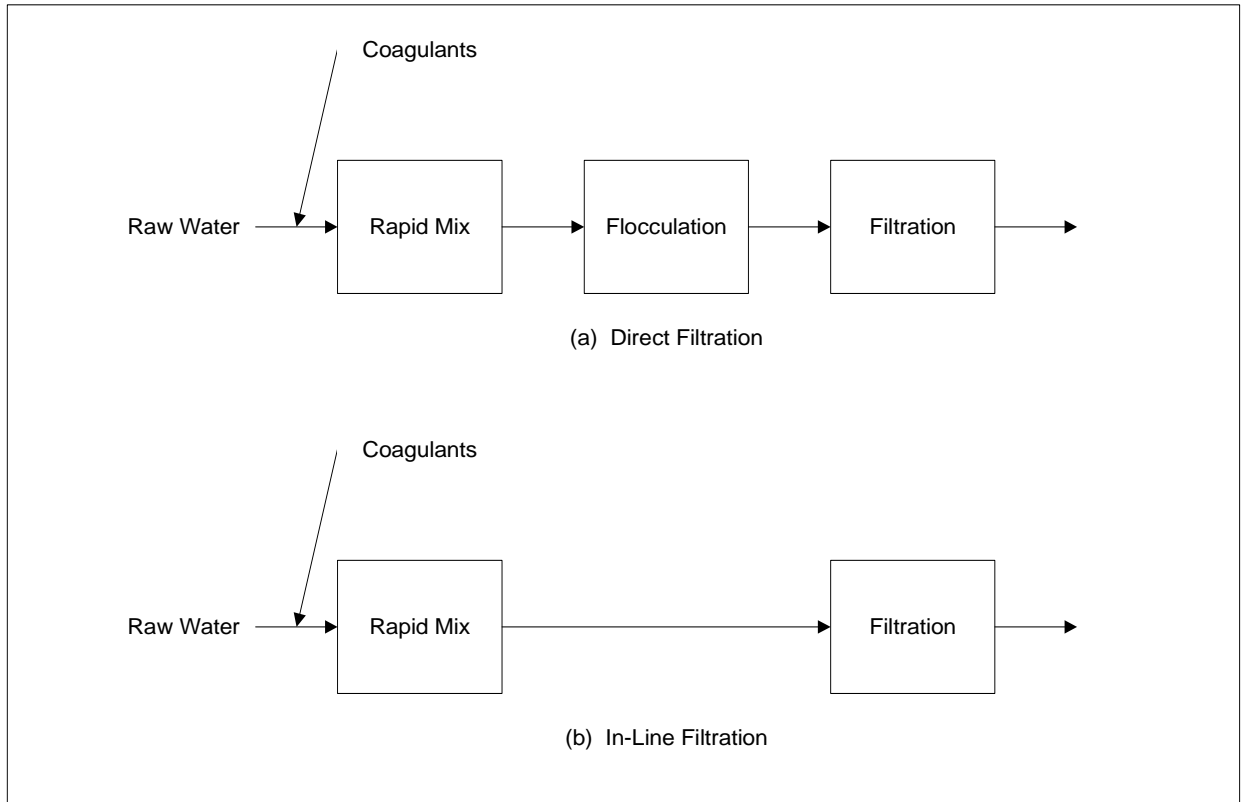 Coagulants
Raw Water
Rapid Mix
Flocculation
Filtration
(a) Direct Filtration
Coagulants
Raw Water
Rapid Mix
Filtration
(b) In-Line Filtration